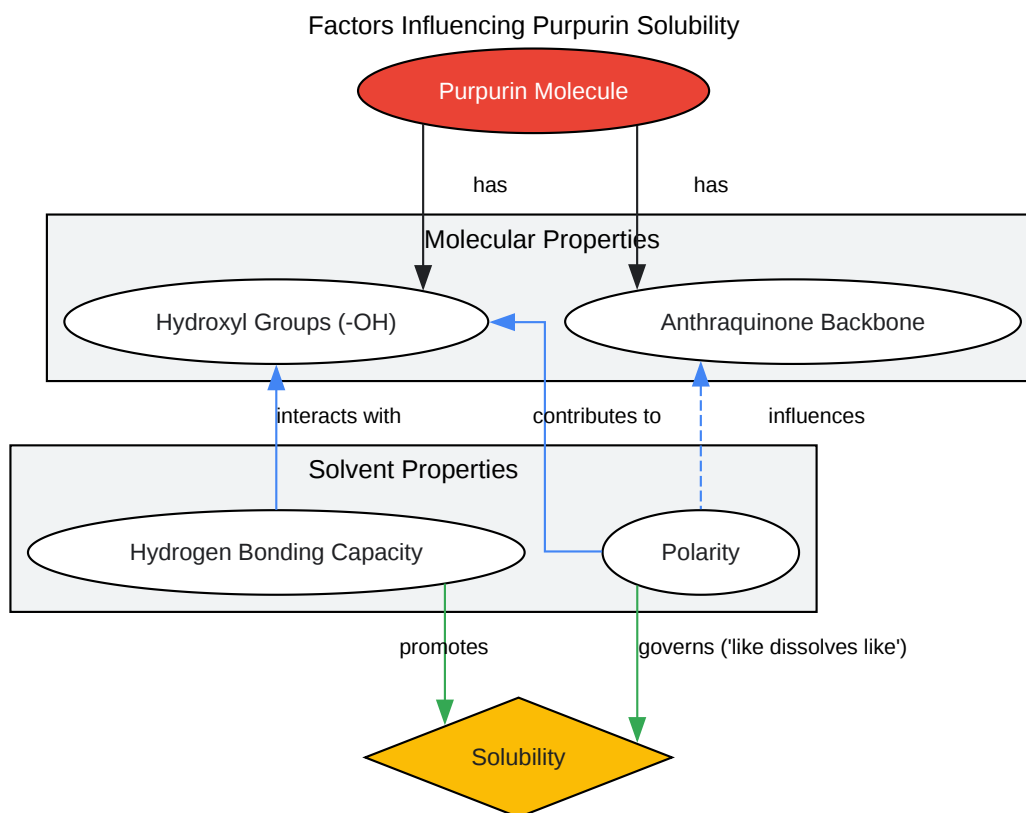 Factors Influencing Purpurin Solubility
Purpurin Molecule
has
has
Molecular Properties
Hydroxyl Groups (-OH)
Anthraquinone Backbone
interacts with
contributes to
influences
Solvent Properties
Hydrogen Bonding Capacity
Polarity
promotes
governs ('like dissolves like')
Solubility